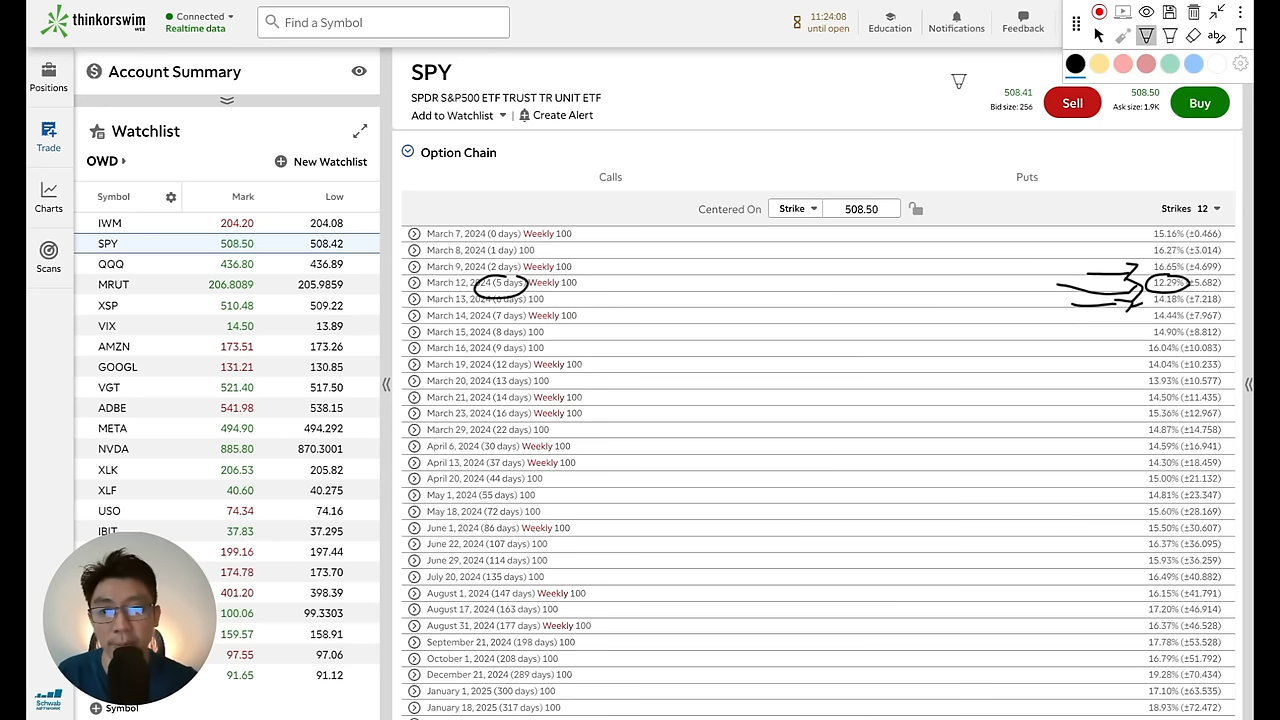 thinkorswim WEB
Connected
Realtime data
Find a Symbol
11:24:08
until open
Education
Notifications
Feedback
Positions
Trade
Charts
Scans
Account Summary
Watchlist
OWD
New Watchlist
Symbol Mark Low
IWM 204.20 204.08
SPY 508.50 508.42
QQQ 436.80 436.89
MRUT 206.8089 205.9859
XSP 510.48 509.22
VIX 14.50 13.89
AMZN 173.51 173.26
GOOGL 131.21 130.85
VGT 521.40 517.50
ADBE 541.98 538.15
META 494.90 494.292
NVDA 885.80 870.3001
XLK 206.53 205.82
XLF 40.60 40.275
USO 74.34 74.16
IBIT 37.83 37.295
199.16 197.44
174.78 173.70
401.20 398.39
100.06 99.3303
159.57 158.91
97.55 97.06
91.65 91.12
Symbol
Schwab
NETWORK
SPY
SPDR S&P500 ETF TRUST TR UNIT ETF
Add to Watchlist | Create Alert
508.41
Bid size: 256
Sell
508.50
Ask size: 1.9K
Buy
Option Chain
Calls Puts
Centered On Strike 508.50 Strikes 12
March 7, 2024 (0 days) Weekly 100 15.16% (±0.466)
March 8, 2024 (1 day) 100 16.27% (±3.014)
March 9, 2024 (2 days) Weekly 100 16.65% (±4.699)
March 12, 2024 (5 days) Weekly 100 12.29% (±5.682)
March 13, 2024 (6 days) 100 14.18% (±7.218)
March 14, 2024 (7 days) Weekly 100 14.44% (±7.967)
March 15, 2024 (8 days) 100 14.90% (±8.812)
March 16, 2024 (9 days) 100 16.04% (±10.083)
March 19, 2024 (12 days) Weekly 100 14.04% (±10.233)
March 20, 2024 (13 days) 100 13.93% (±10.577)
March 21, 2024 (14 days) Weekly 100 14.50% (±11.435)
March 23, 2024 (16 days) Weekly 100 15.36% (±12.967)
March 29, 2024 (22 days) 100 14.87% (±14.758)
April 6, 2024 (30 days) Weekly 100 14.59% (±16.941)
April 13, 2024 (37 days) Weekly 100 14.30% (±18.459)
April 20, 2024 (44 days) 100 15.00% (±21.132)
May 1, 2024 (55 days) 100 14.81% (±23.347)
May 18, 2024 (72 days) 100 15.60% (±28.169)
June 1, 2024 (86 days) Weekly 100 15.50% (±30.607)
June 22, 2024 (107 days) 100 16.37% (±36.095)
June 29, 2024 (114 days) 100 15.93% (±36.259)
July 20, 2024 (135 days) 100 16.49% (±40.882)
August 1, 2024 (147 days) Weekly 100 16.15% (±41.791)
August 17, 2024 (163 days) 100 17.20% (±46.914)
August 31, 2024 (177 days) Weekly 100 16.37% (±46.528)
September 21, 2024 (198 days) 100 17.78% (±53.528)
October 1, 2024 (208 days) 100 16.79% (±51.792)
December 21, 2024 (289 days) 100 19.28% (±70.434)
January 1, 2025 (300 days) 100 17.10% (±63.535)
January 18, 2025 (317 days) 100 18.93% (±72.472)